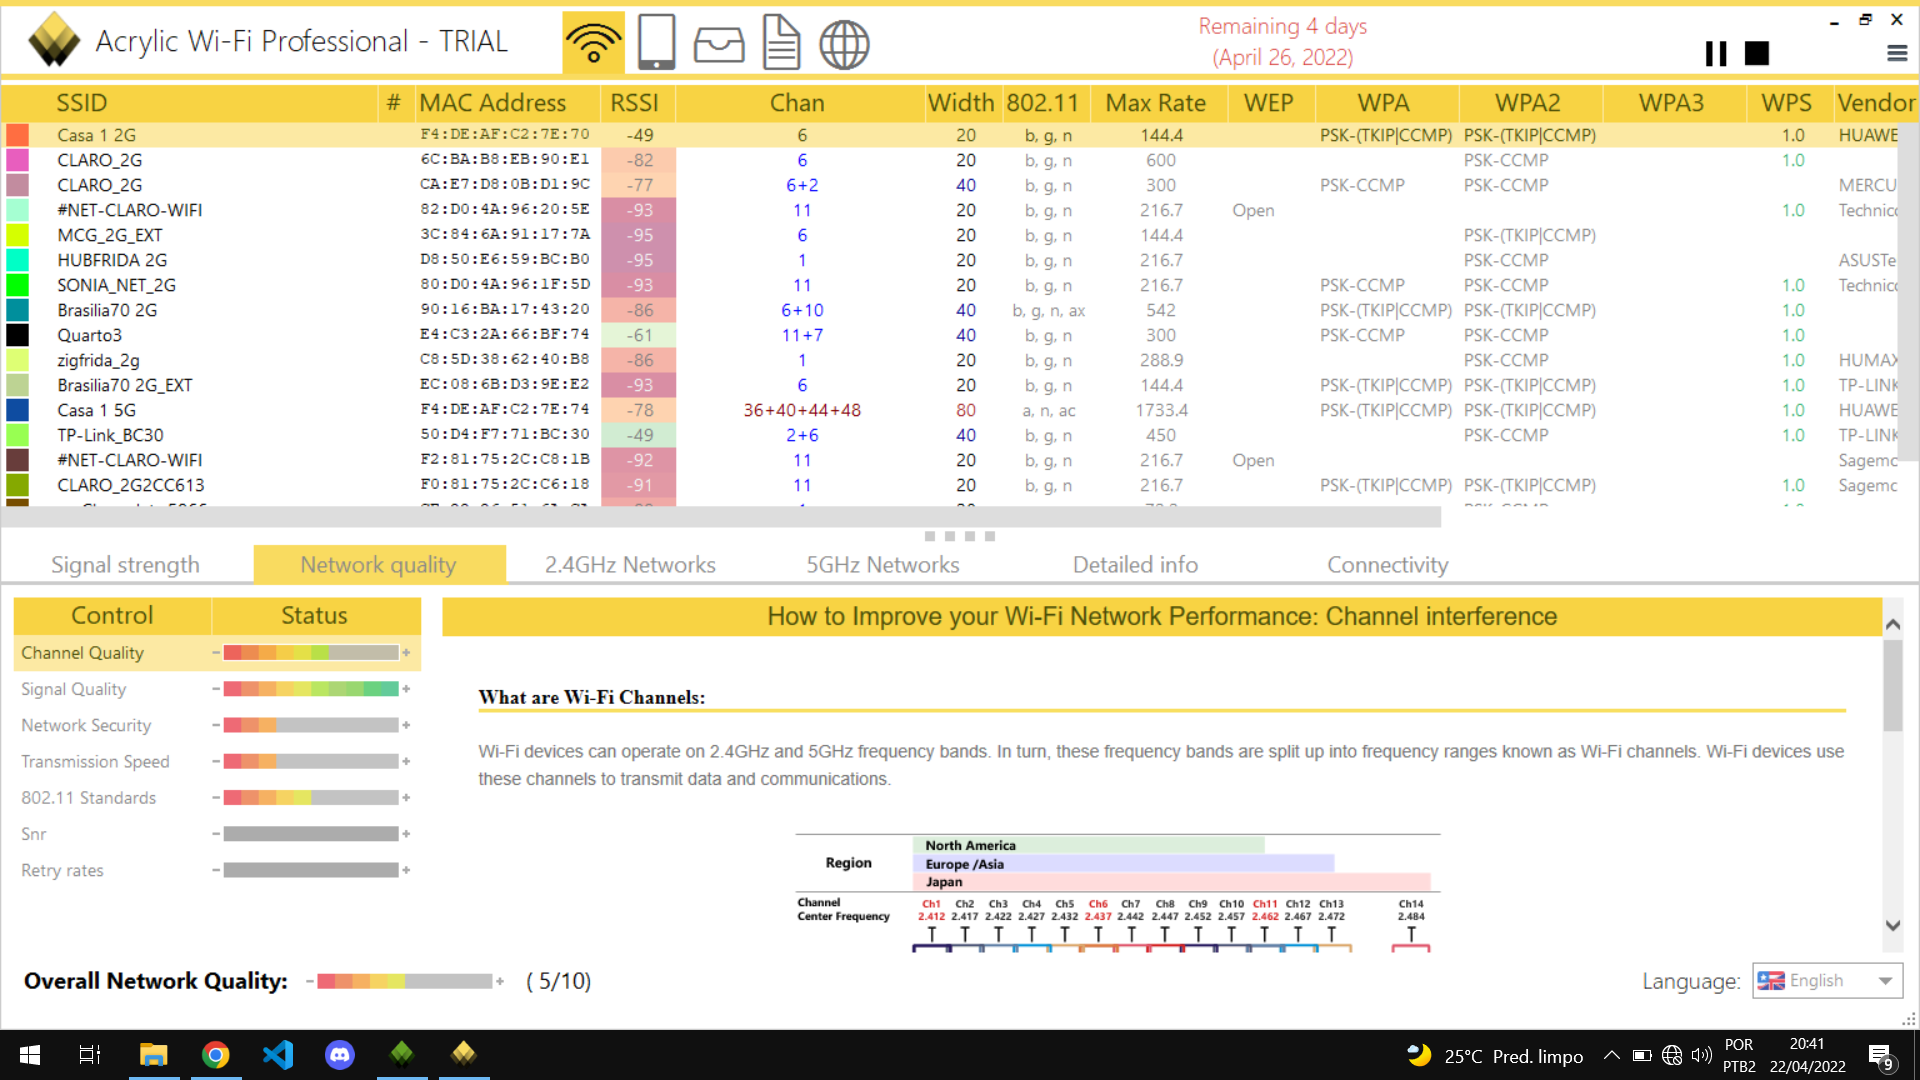 Acrylic Wi-Fi Professional - TRIAL
Remaining 4 days
(April 26, 2022)
SSID # MAC Address RSSI Chan Width 802.11 Max Rate WEP WPA WPA2 WPA3 WPS Vendor
Casa 1 2G F4:DE:AF:C2:7E:70 -49 6 20 b, g, n 144.4 PSK-(TKIP|CCMP) PSK-(TKIP|CCMP) 1.0 HUAWE
CLARO_2G 6C:BA:B8:EB:90:E1 -82 6 20 b, g, n 600 PSK-CCMP 1.0
CLARO_2G CA:E7:D8:0B:D1:9C -77 6+2 40 b, g, n 300 PSK-CCMP PSK-CCMP MERCU
#NET-CLARO-WIFI 82:D0:4A:96:20:5E -93 11 20 b, g, n 216.7 Open 1.0 Technic
MCG_2G_EXT 3C:84:6A:91:17:7A -95 6 20 b, g, n 144.4 PSK-(TKIP|CCMP)
HUBFRIDA 2G D8:50:E6:59:BC:B0 -95 1 20 b, g, n 216.7 PSK-CCMP ASUSTe
SONIA_NET_2G 80:D0:4A:96:1F:5D -93 11 20 b, g, n 216.7 PSK-CCMP PSK-CCMP 1.0 Technic
Brasilia70 2G 90:16:BA:17:43:20 -86 6+10 40 b, g, n, ax 542 PSK-(TKIP|CCMP) PSK-(TKIP|CCMP) 1.0
Quarto3 E4:C3:2A:66:BF:74 -61 11+7 40 b, g, n 300 PSK-CCMP PSK-CCMP 1.0
zigfrida_2g C8:5D:38:62:40:B8 -86 1 20 b, g, n 288.9 PSK-CCMP 1.0 HUMAX
Brasilia70 2G_EXT EC:08:6B:D3:9E:E2 -93 6 20 b, g, n 144.4 PSK-(TKIP|CCMP) PSK-(TKIP|CCMP) 1.0 TP-LINK
Casa 1 5G F4:DE:AF:C2:7E:74 -78 36+40+44+48 80 a, n, ac 1733.4 PSK-(TKIP|CCMP) PSK-(TKIP|CCMP) 1.0 HUAWE
TP-Link_BC30 50:D4:F7:71:BC:30 -49 2+6 40 b, g, n 450 PSK-CCMP 1.0 TP-LINK
#NET-CLARO-WIFI F2:81:75:2C:C8:1B -92 11 20 b, g, n 216.7 Open Sagemc
CLARO_2G2CC613 F0:81:75:2C:C6:18 -91 11 20 b, g, n 216.7 PSK-(TKIP|CCMP) PSK-(TKIP|CCMP) 1.0 Sagemc
Signal strength Network quality 2.4GHz Networks 5GHz Networks Detailed info Connectivity
Control Status
Channel Quality - +
Signal Quality - +
Network Security - +
Transmission Speed - +
802.11 Standards - +
Snr - +
Retry rates - +
How to Improve your Wi-Fi Network Performance: Channel interference
What are Wi-Fi Channels:
Wi-Fi devices can operate on 2.4GHz and 5GHz frequency bands. In turn, these frequency bands are split up into frequency ranges known as Wi-Fi channels. Wi-Fi devices use
these channels to transmit data and communications.
Region
North America
Europe /Asia
Japan
Channel Ch1 Ch2 Ch3 Ch4 Ch5 Ch6 Ch7 Ch8 Ch9 Ch10 Ch11 Ch12 Ch13 Ch14
Center Frequency 2.412 2.417 2.422 2.427 2.432 2.437 2.442 2.447 2.452 2.457 2.462 2.467 2.472 2.484
Overall Network Quality: - + ( 5/10)
Language: English
25°C Pred. limpo
POR
PTB2
20:41
22/04/2022
9